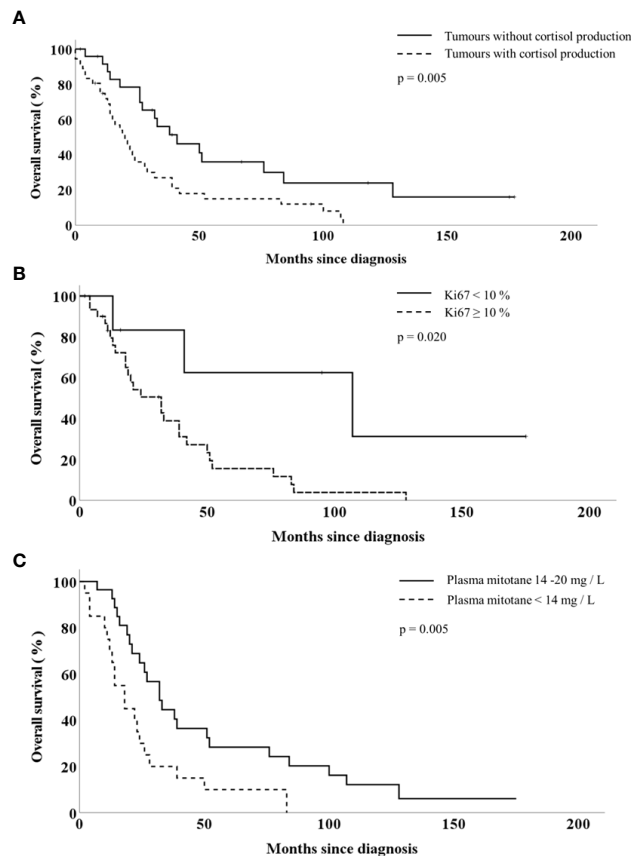 A
Tumours without cortisol production
Tumours with cortisol production
p = 0.005
100
80
60
40
20
0
Overall survival ( % )
0 50 100 150 200
Months since diagnosis
B
Ki67 < 10 %
Ki67 ≥ 10 %
p = 0.020
100
80
60
40
20
0
Overall survival ( % )
0 50 100 150 200
Months since diagnosis
C
Plasma mitotane 14 -20 mg / L
Plasma mitotane < 14 mg / L
p = 0.005
100
80
60
40
20
0
Overall survival ( % )
0 50 100 150 200
Months since diagnosis